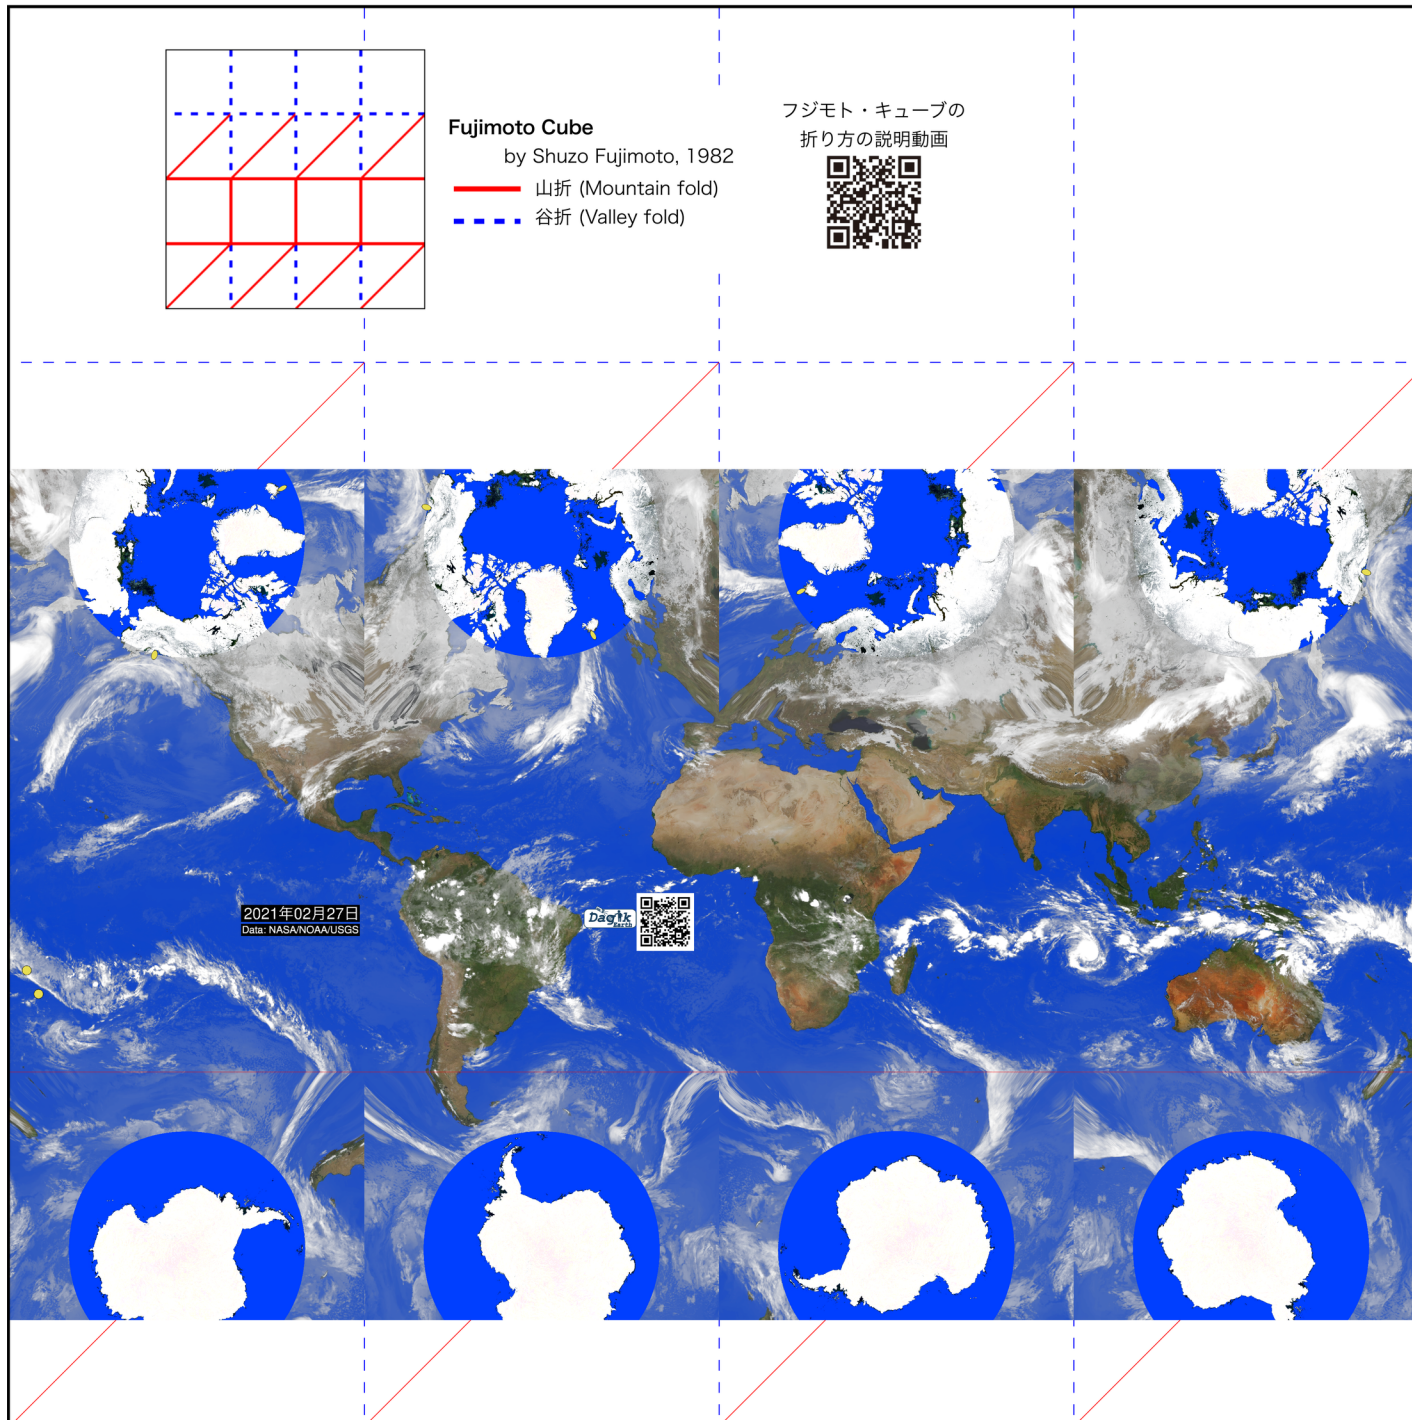 Fujimoto Cube
by Shuzo Fujimoto, 1982
山折 (Mountain fold)
谷折 (Valley fold)
フジモト・キューブの
折り方の説明動画
2021年02月27日
Data: NASA/NOAA/USGS
Dagik
Earth